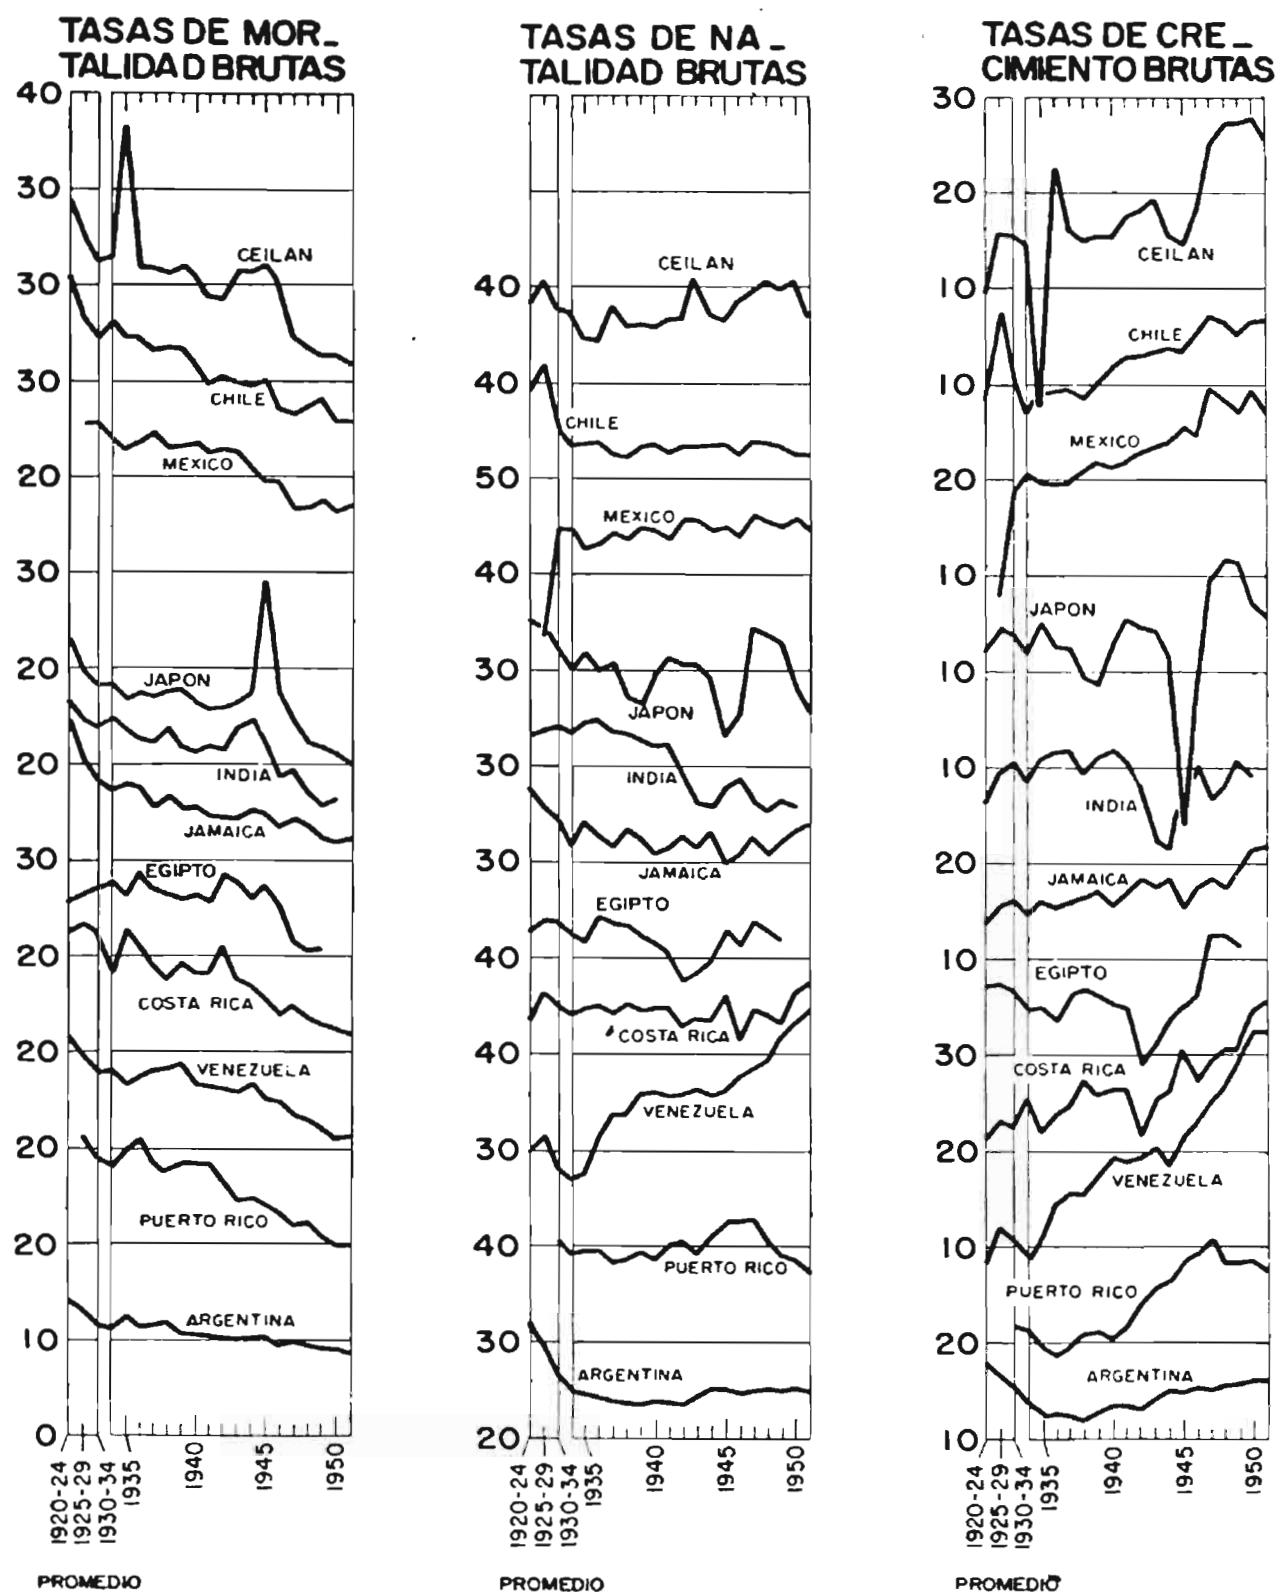 TASAS DE MOR_
TALIDAD BRUTAS
40
30
CEILAN
30
30
CHILE
MEXICO
20
30
20
JAPON
20
INDIA
JAMAICA
30
EGIPTO
20
COSTA RICA
20
VENEZUELA
20
PUERTO RICO
20
ARGENTINA
10
0
1920-24
1925-29
1930-34
1935
1940
1945
1950
PROMEDIO
TASAS DE NA_
TALIDAD BRUTAS
CEILAN
40
40
CHILE
50
MEXICO
40
30
JAPON
30
INDIA
30
JAMAICA
EGIPTO
40
COSTA RICA
40
VENEZUELA
30
40
PUERTO RICO
30
ARGENTINA
20
1920-24
1925-29
1930-34
1935
1940
1945
1950
PROMEDIO
TASAS DE CRE_
CIMIENTO BRUTAS
30
20
CEILAN
10
CHILE
10
MEXICO
20
10
JAPON
10
10
INDIA
20
JAMAICA
10
EGIPTO
30
COSTA RICA
20
VENEZUELA
10
PUERTO RICO
20
ARGENTINA
10
1920-24
1925-29
1930-34
1935
1940
1945
1950
PROMEDIO